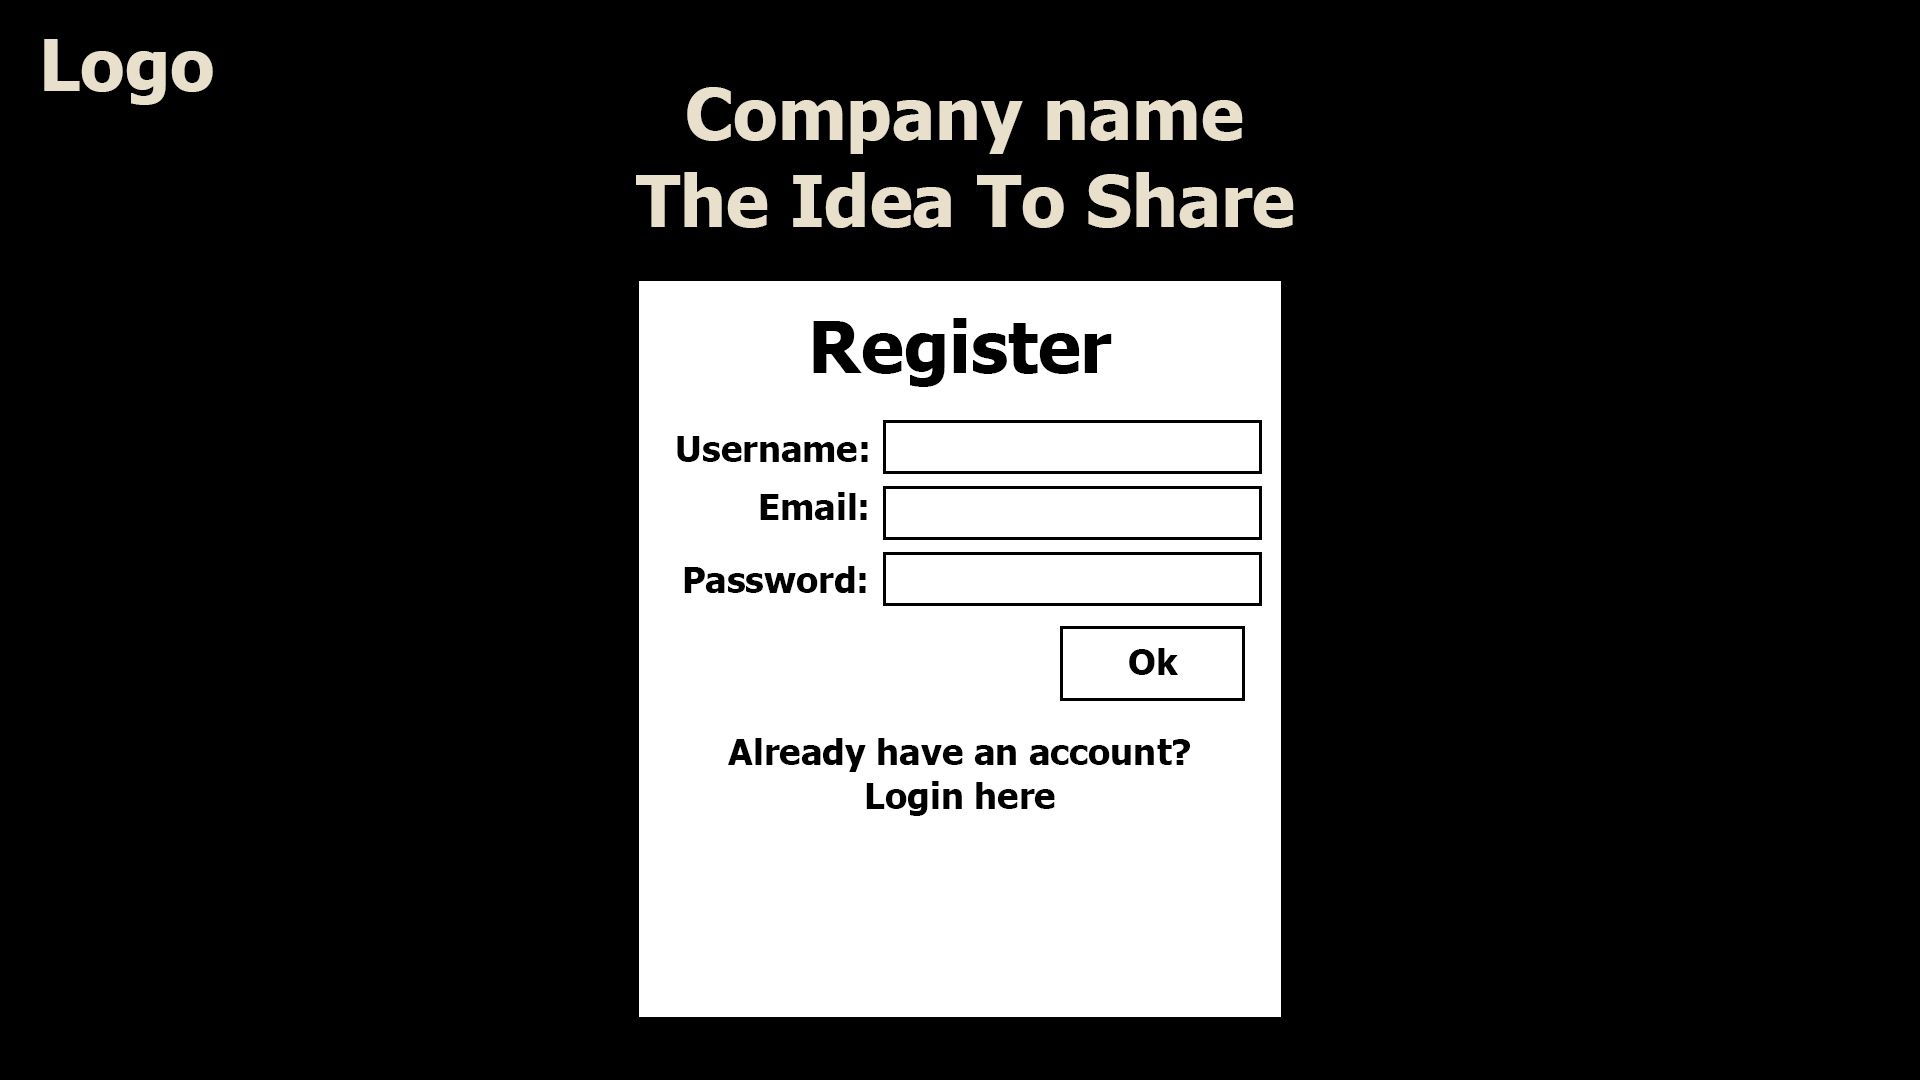 Logo
Company name
The Idea To Share
Register
Username:
Email:
Password:
Ok
Already have an account?
Login here